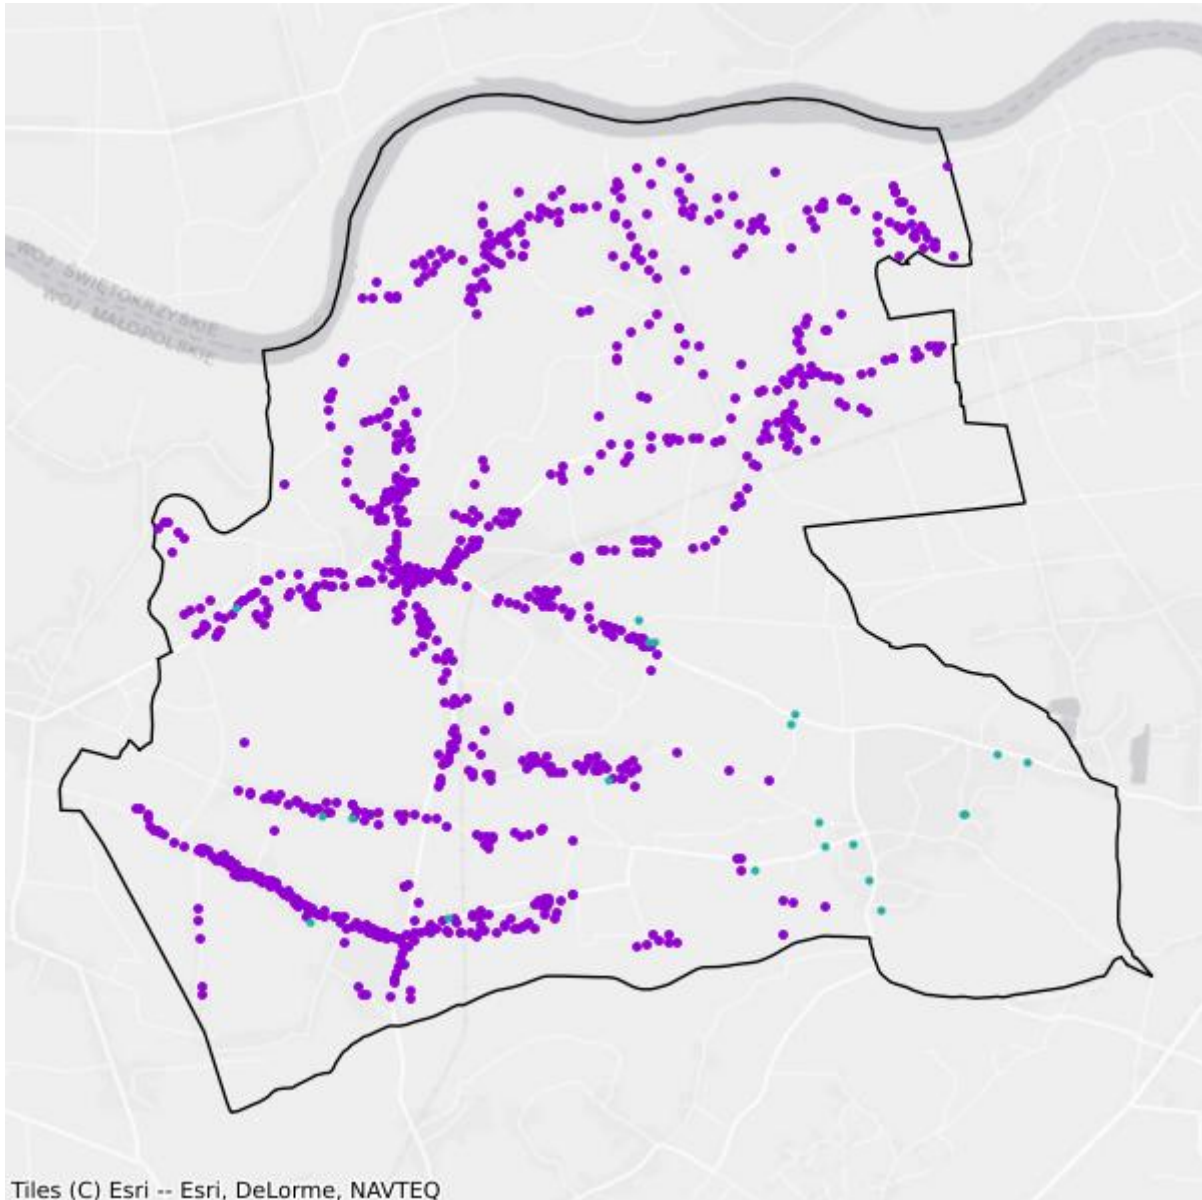 WOJ. ŚWIĘTOKRZYSKIE
WOJ. MAŁOPOLSKIE
Tiles (C) Esri -- Esri, DeLorme, NAVTEQ